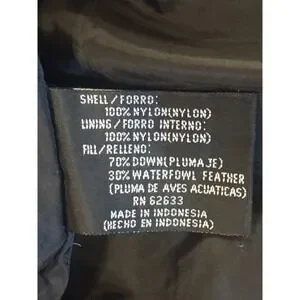 SHELL/FORRO:
100% NYLON(NYLON)
LINING/FORRO INTERNO:
100% NYLON(NYLON)
FILL/RELLENO:
70% DOWN(PLUMAJE)
30% WATERFOWL FEATHER
(PLUMA DE AVES ACUATICAS)
RN 62633
MADE IN INDONESIA
(HECHO EN INDONESIA)